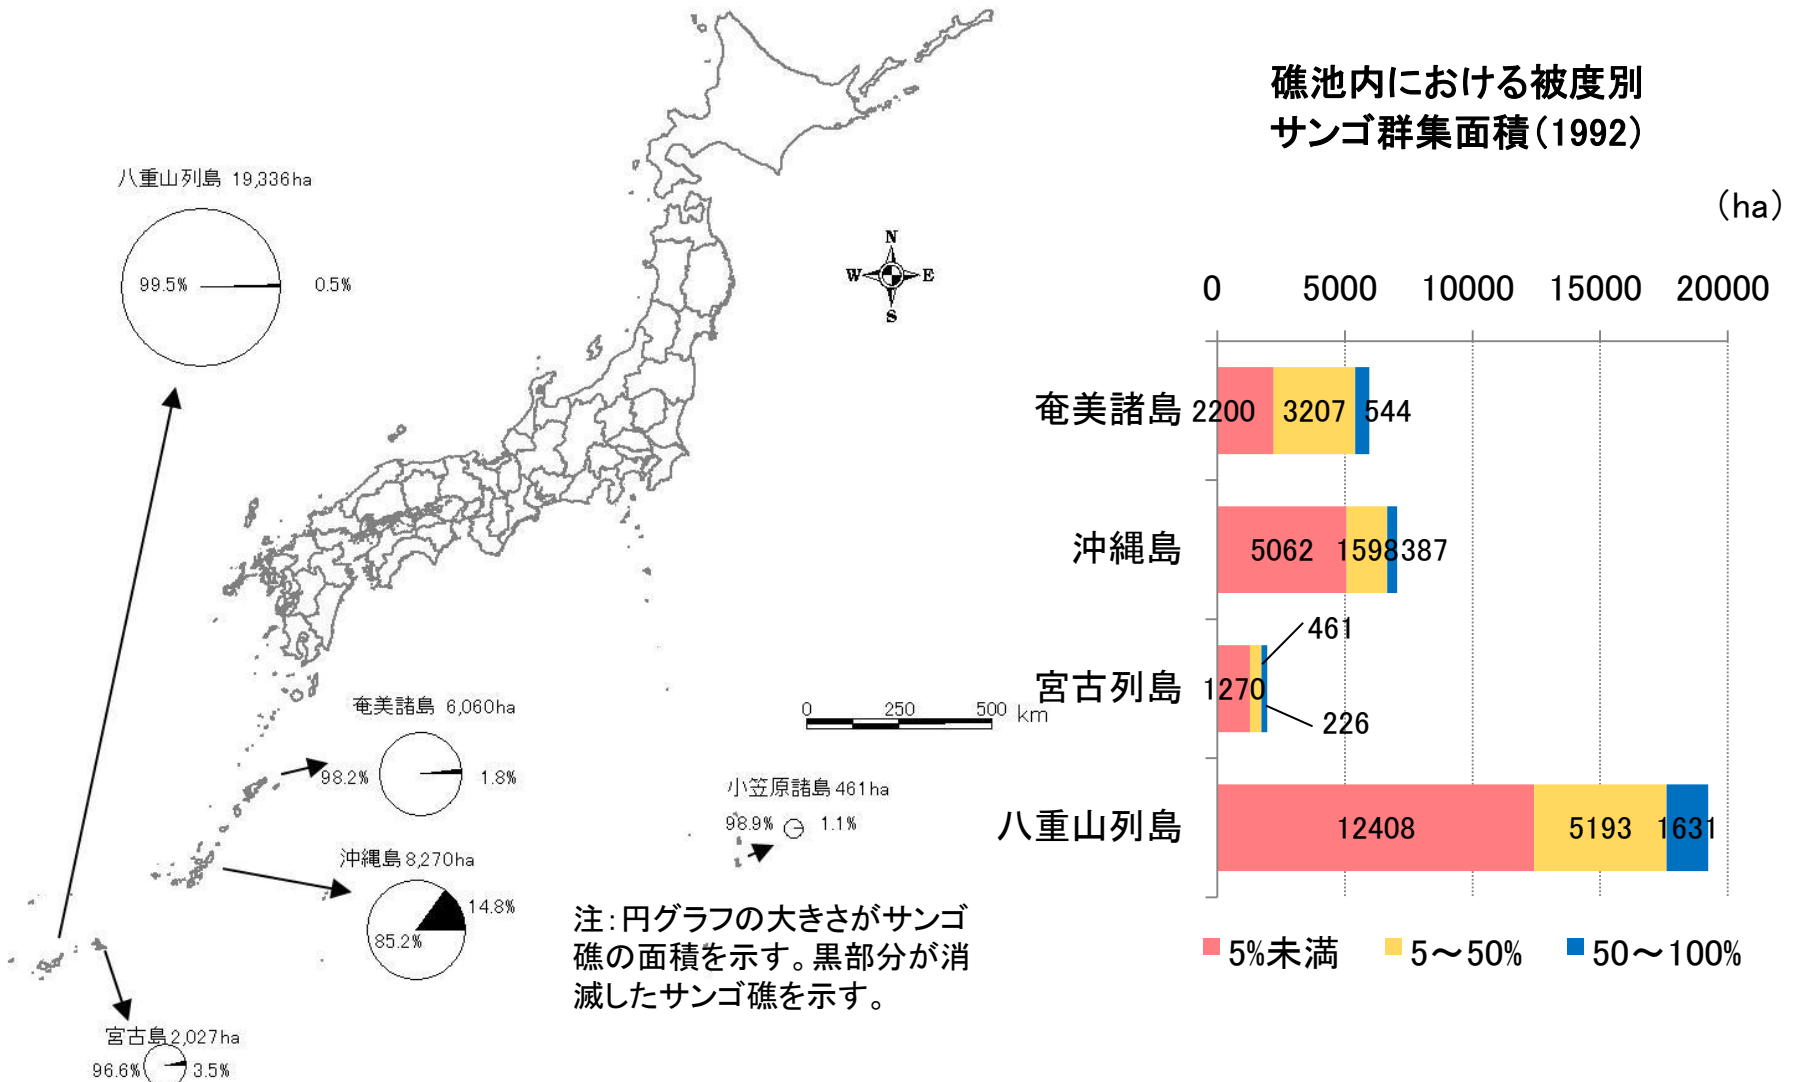 礁池内における被度別
サンゴ群集面積(1992)
(ha)
0 5000 10000 15000 20000
奄美諸島 2200 3207 544
沖縄島 5062 1598 387
宮古列島 1270 461 226
八重山列島 12408 5193 1631
5%未満 5～50% 50～100%
八重山列島 19,336ha
99.5% 0.5%
N
W E
S
奄美諸島 6,060ha
98.2% 1.8%
0 250 500 km
小笠原諸島 461ha
98.9% 1.1%
沖縄島 8,270ha
14.8%
85.2%
注：円グラフの大きさがサンゴ
礁の面積を示す。黒部分が消
滅したサンゴ礁を示す。
宮古島 2,027ha
96.6% 3.5%